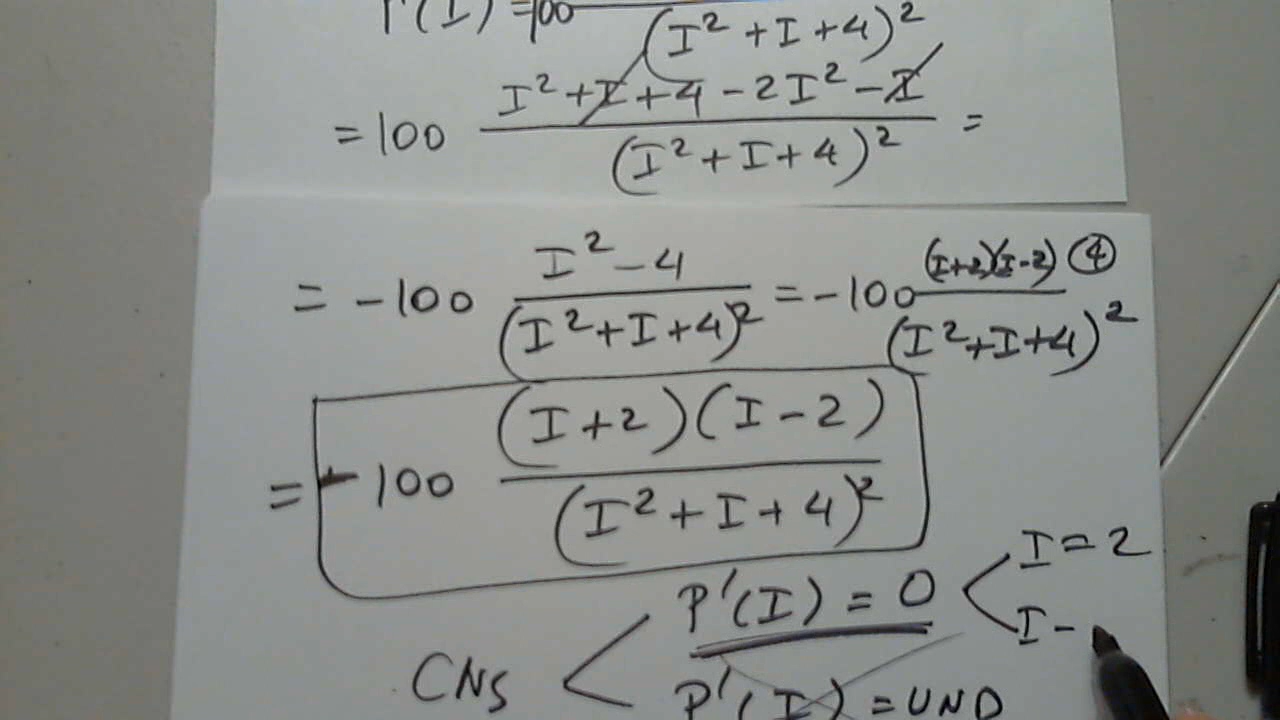 P'(I) = 100 / (I² + I + 4)²
= 100 (I² + I + 4 - 2I² - I) / (I² + I + 4)² =
= -100 (I² - 4) / (I² + I + 4)² = -100 (I+2)(I-2) / (I² + I + 4)² ④
= -100 (I+2)(I-2) / (I² + I + 4)²
CNs < P'(I) = 0 < I = 2
I -
P'(I) = UND